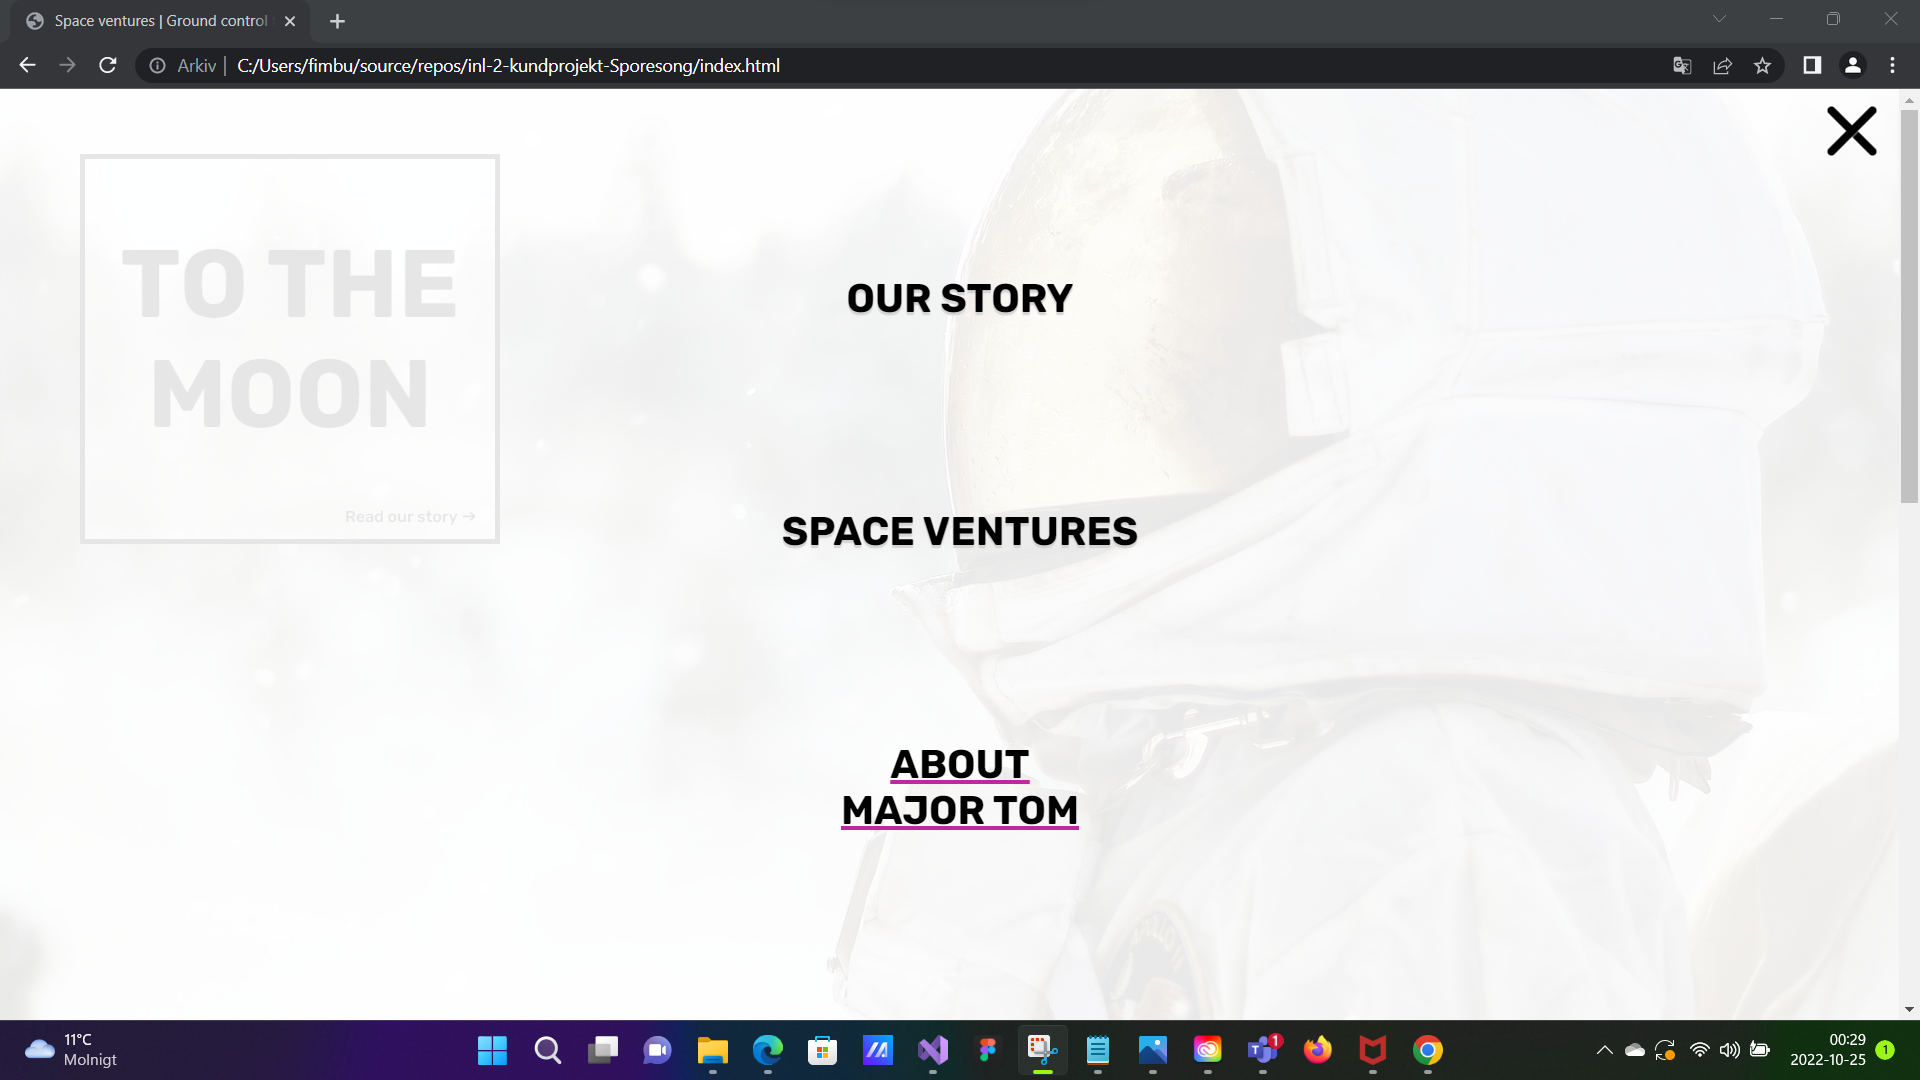 Space ventures | Ground control
Arkiv
C:/Users/fimbu/source/repos/inl-2-kundprojekt-Sporesong/index.html
TO THE
MOON
Read our story →
OUR STORY
SPACE VENTURES
ABOUT
MAJOR TOM
11°C
Molnigt
1
00:29
2022-10-25
1